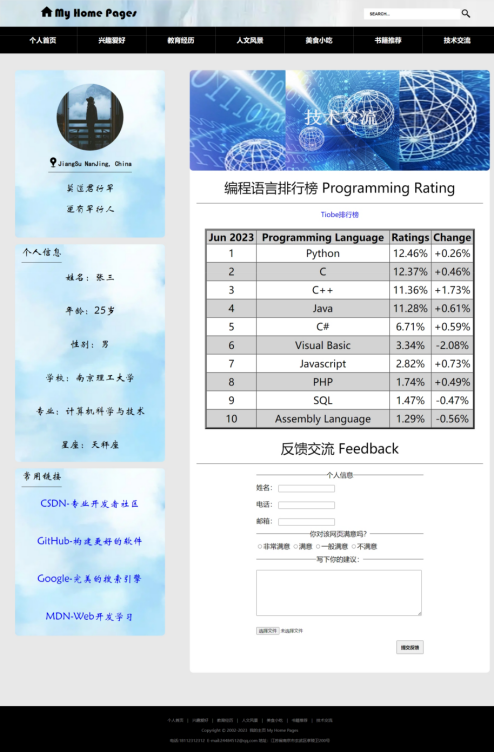 My Home Pages
SEARCH...
个人首页 兴趣爱好 教育经历 人文风景 美食小吃 书籍推荐 技术交流
JiangSu NanJing, China
莫道君行早
更有早行人
个人信息
姓名：张三
年龄：25岁
性别：男
学校：南京理工大学
专业：计算机科学与技术
星座：天秤座
常用链接
CSDN-专业开发者社区
GitHub-构建更好的软件
Google-完美的搜索引擎
MDN-Web开发学习
技术交流
编程语言排行榜 Programming Rating
Tiobe排行榜
Jun 2023 Programming Language Ratings Change
1 Python 12.46% +0.26%
2 C 12.37% +0.46%
3 C++ 11.36% +1.73%
4 Java 11.28% +0.61%
5 C# 6.71% +0.59%
6 Visual Basic 3.34% -2.08%
7 Javascript 2.82% +0.73%
8 PHP 1.74% +0.49%
9 SQL 1.47% -0.47%
10 Assembly Language 1.29% -0.56%
反馈交流 Feedback
个人信息
姓名：
电话：
邮箱：
你对该网页满意吗？
非常满意 满意 一般满意 不满意
写下你的建议：
选择文件 未选择文件
提交反馈
个人首页 | 兴趣爱好 | 教育经历 | 人文风景 | 美食小吃 | 书籍推荐 | 技术交流
Copyright © 2002-2023 我的主页 My Home Pages